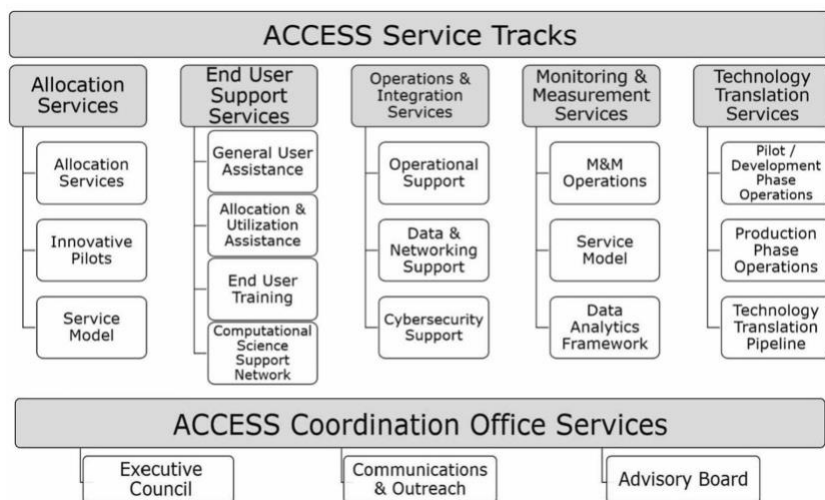 ACCESS Service Tracks
Allocation
Services
Allocation
Services
Innovative
Pilots
Service
Model
End User
Support
Services
General User
Assistance
Allocation &
Utilization
Assistance
End User
Training
Computational
Science
Support
Network
Operations &
Integration
Services
Operational
Support
Data &
Networking
Support
Cybersecurity
Support
Monitoring &
Measurement
Services
M&M
Operations
Service
Model
Data
Analytics
Framework
Technology
Translation
Services
Pilot /
Development
Phase
Operations
Production
Phase
Operations
Technology
Translation
Pipeline
ACCESS Coordination Office Services
Executive
Council
Communications
& Outreach
Advisory Board